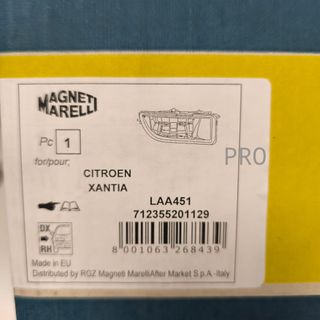 MAGNETI
MARELLI
Pc 1
for/pour;
CITROEN
XANTIA
PRO
LAA451
712355201129
8 001063 268439
DX
RH
Made in EU
Distributed by RGZ Magneti MarelliAfter Market S.p.A.-Italy